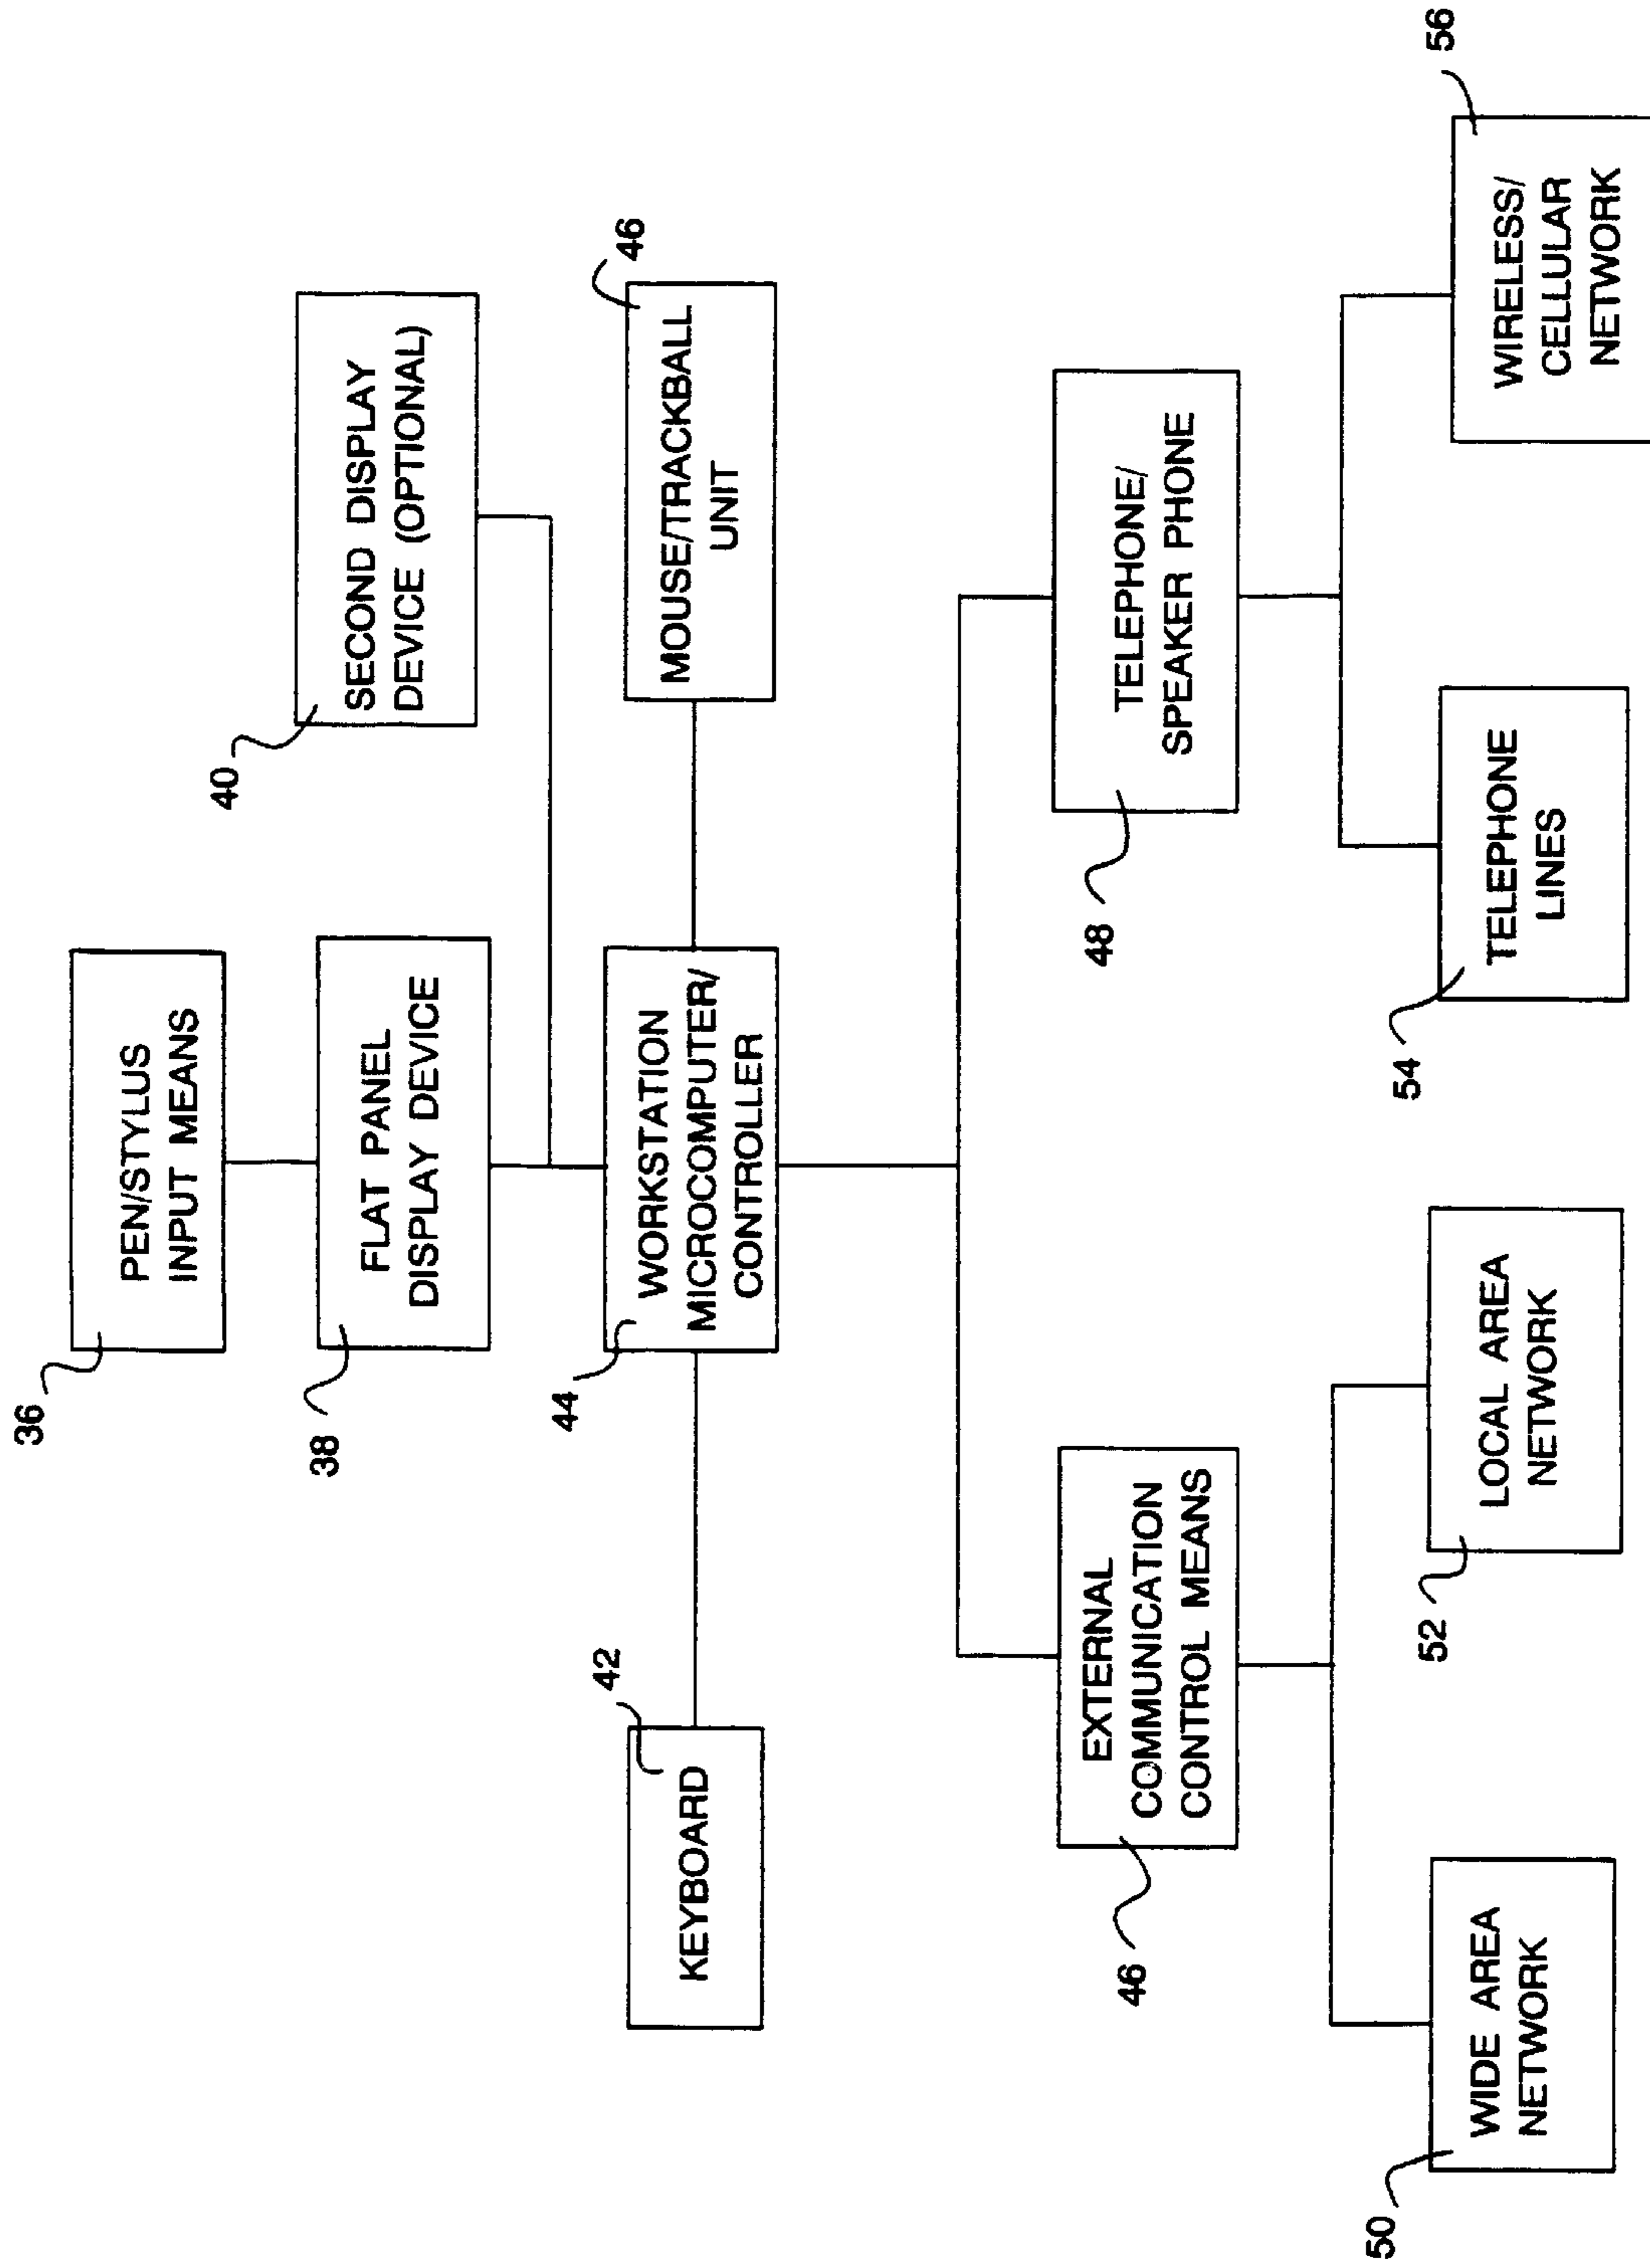 36
PEN/STYLUS
INPUT MEANS
40
SECOND DISPLAY
DEVICE (OPTIONAL)
38
FLAT PANEL
DISPLAY DEVICE
42
KEYBOARD
44
WORKSTATION
MICROCOMPUTER/
CONTROLLER
46
MOUSE/TRACKBALL
UNIT
46
EXTERNAL
COMMUNICATION
CONTROL MEANS
48
TELEPHONE/
SPEAKER PHONE
50
WIDE AREA
NETWORK
52
LOCAL AREA
NETWORK
54
TELEPHONE
LINES
56
WIRELESS/
CELLULAR
NETWORK